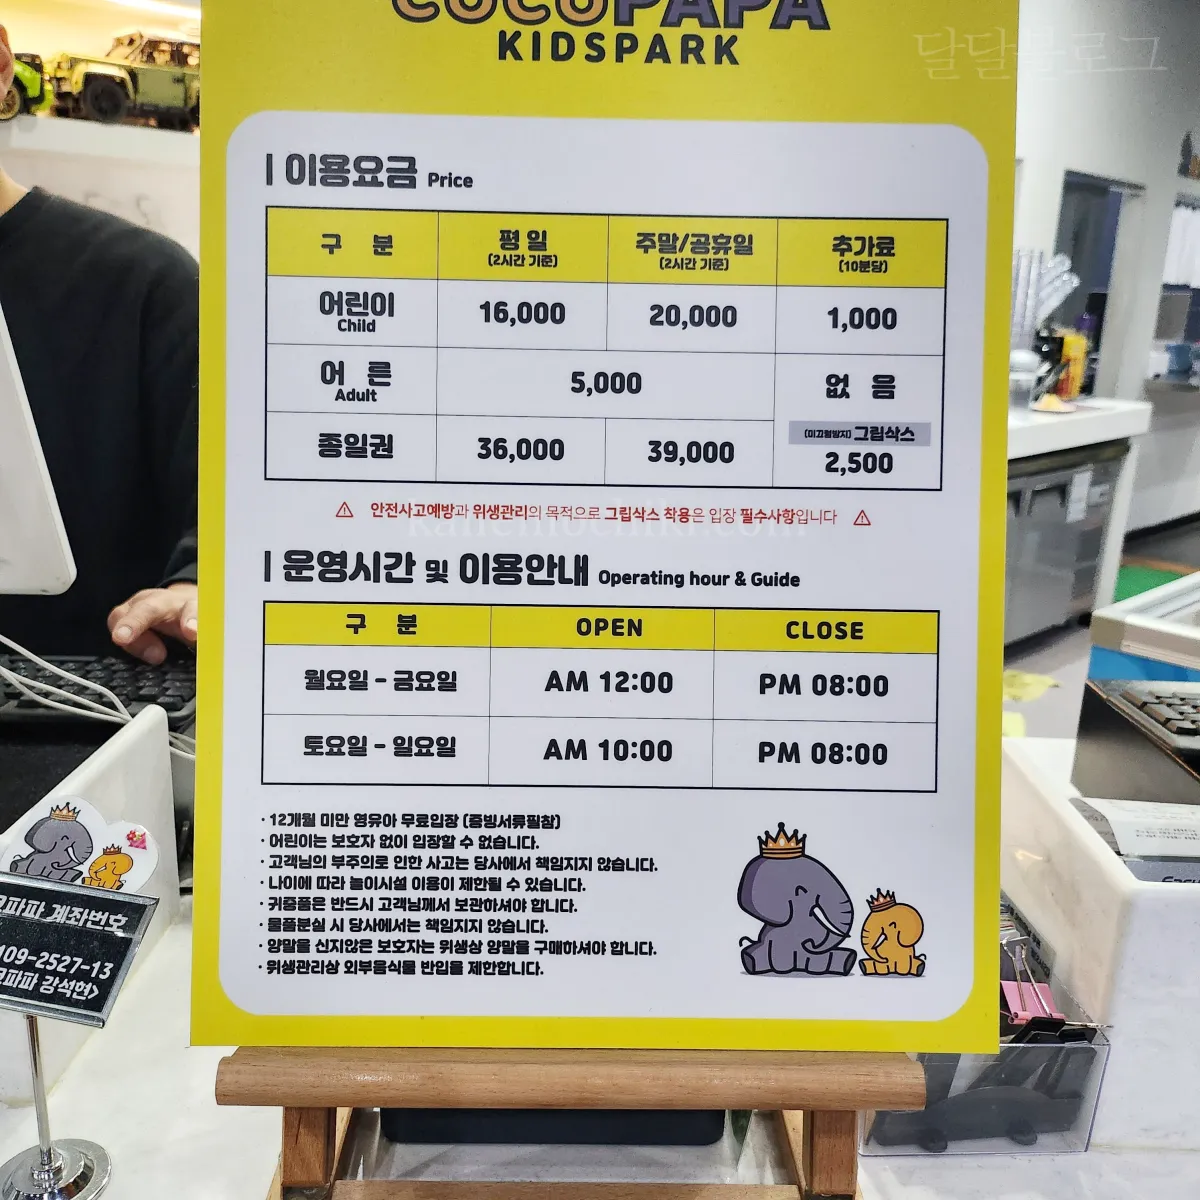 COCOPAPA
KIDSPARK
달달블로그
이용요금 Price
구 분 평 일 (2시간 기준) 주말/공휴일 (2시간 기준) 추가료 (10분당)
어린이 Child 16,000 20,000 1,000
어 른 Adult 5,000 없 음
종일권 36,000 39,000 (미끄럼방지) 그립삭스 2,500
안전사고예방과 위생관리의 목적으로 그립삭스 착용은 입장 필수사항입니다
운영시간 및 이용안내 Operating hour & Guide
구 분 OPEN CLOSE
월요일 - 금요일 AM 12:00 PM 08:00
토요일 - 일요일 AM 10:00 PM 08:00
· 12개월 미만 영유아 무료입장 (증빙서류필참)
· 어린이는 보호자 없이 입장할 수 없습니다.
· 고객님의 부주의로 인한 사고는 당사에서 책임지지 않습니다.
· 나이에 따라 놀이시설 이용이 제한될 수 있습니다.
· 귀중품은 반드시 고객님께서 보관하셔야 합니다.
· 물품분실 시 당사에서는 책임지지 않습니다.
· 양말을 신지않은 보호자는 위생상 양말을 구매하셔야 합니다.
· 위생관리상 외부음식물 반입을 제한합니다.
코파파 계좌번호
109-2527-13
코파파 강석현>